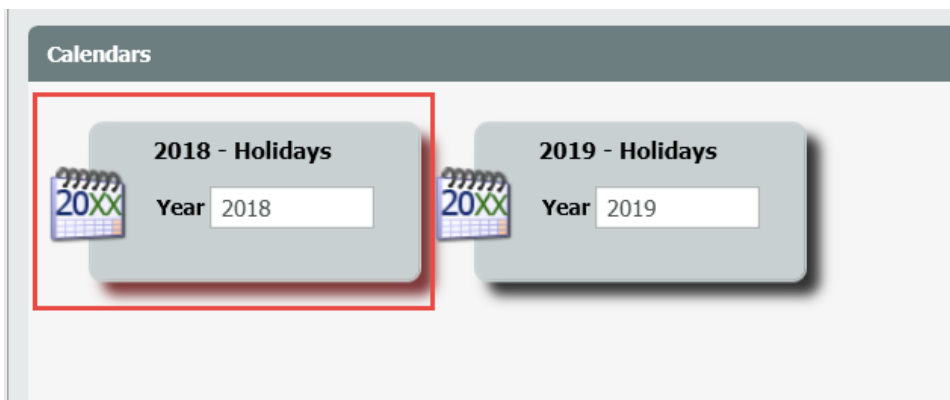 Calendars
2018 - Holidays
20XX
Year 2018
2019 - Holidays
20XX
Year 2019